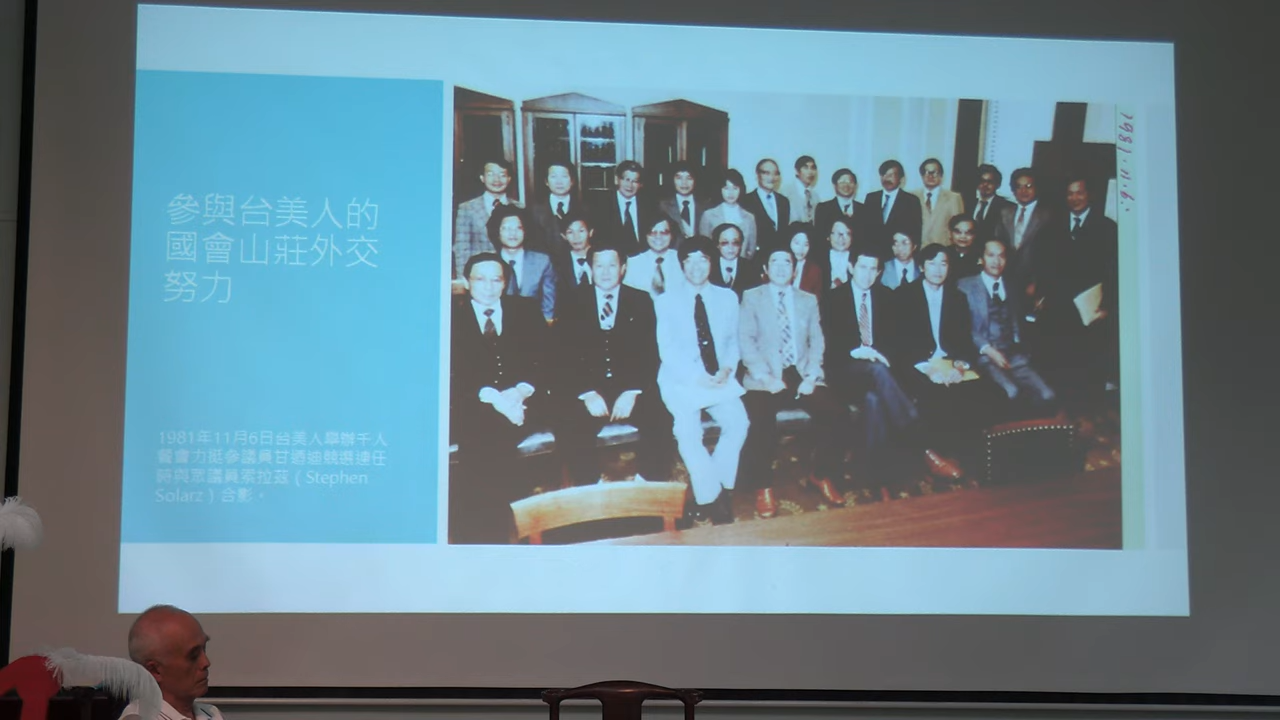 參與台美人的
國會山莊外交
努力
1981年11月6日台美人舉辦千人
餐會力挺參議員甘迺迪競選連任
時與眾議員索拉茲(Stephen
Solarz)合影。
1981.11.6.